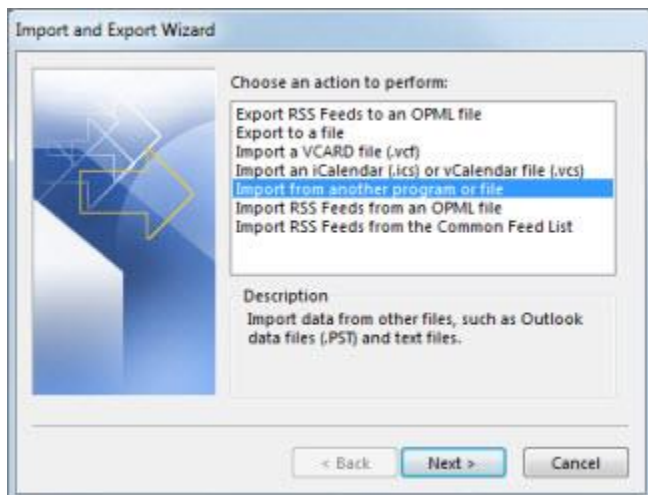 Import and Export Wizard
Choose an action to perform:
Export RSS Feeds to an OPML file
Export to a file
Import a VCARD file (.vcf)
Import an iCalendar (.ics) or vCalendar file (.vcs)
Import from another program or file
Import RSS Feeds from an OPML file
Import RSS Feeds from the Common Feed List
Description
Import data from other files, such as Outlook
data files (.PST) and text files.
< Back Next > Cancel